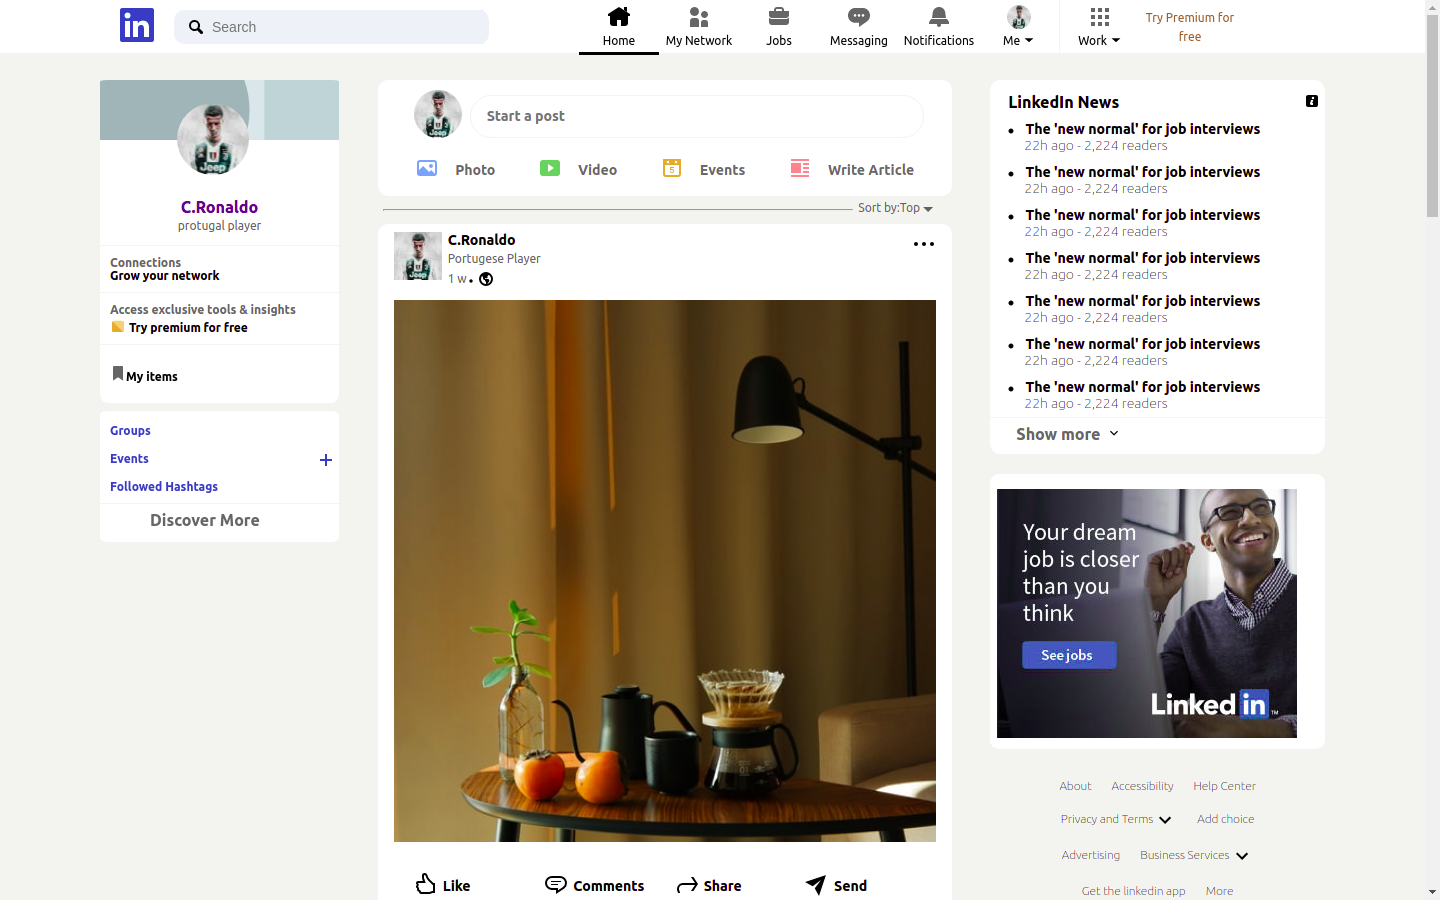 in
Search
Home
My Network
Jobs
Messaging
Notifications
Me
Work
Try Premium for
free
C.Ronaldo
protugal player
Connections
Grow your network
Access exclusive tools & insights
Try premium for free
My items
Groups
Events
Followed Hashtags
Discover More
Jeep
Start a post
Photo
Video
5
Events
Write Article
Sort by:Top
C.Ronaldo
Portugese Player
1 w
Like
Comments
Share
Send
LinkedIn News
The 'new normal' for job interviews
22h ago - 2,224 readers
The 'new normal' for job interviews
22h ago - 2,224 readers
The 'new normal' for job interviews
22h ago - 2,224 readers
The 'new normal' for job interviews
22h ago - 2,224 readers
The 'new normal' for job interviews
22h ago - 2,224 readers
The 'new normal' for job interviews
22h ago - 2,224 readers
The 'new normal' for job interviews
22h ago - 2,224 readers
Show more
Your dream
job is closer
than you
think
See jobs
Linked in ™
About Accessibility Help Center
Privacy and Terms Add choice
Advertising Business Services
Get the linkedin app More